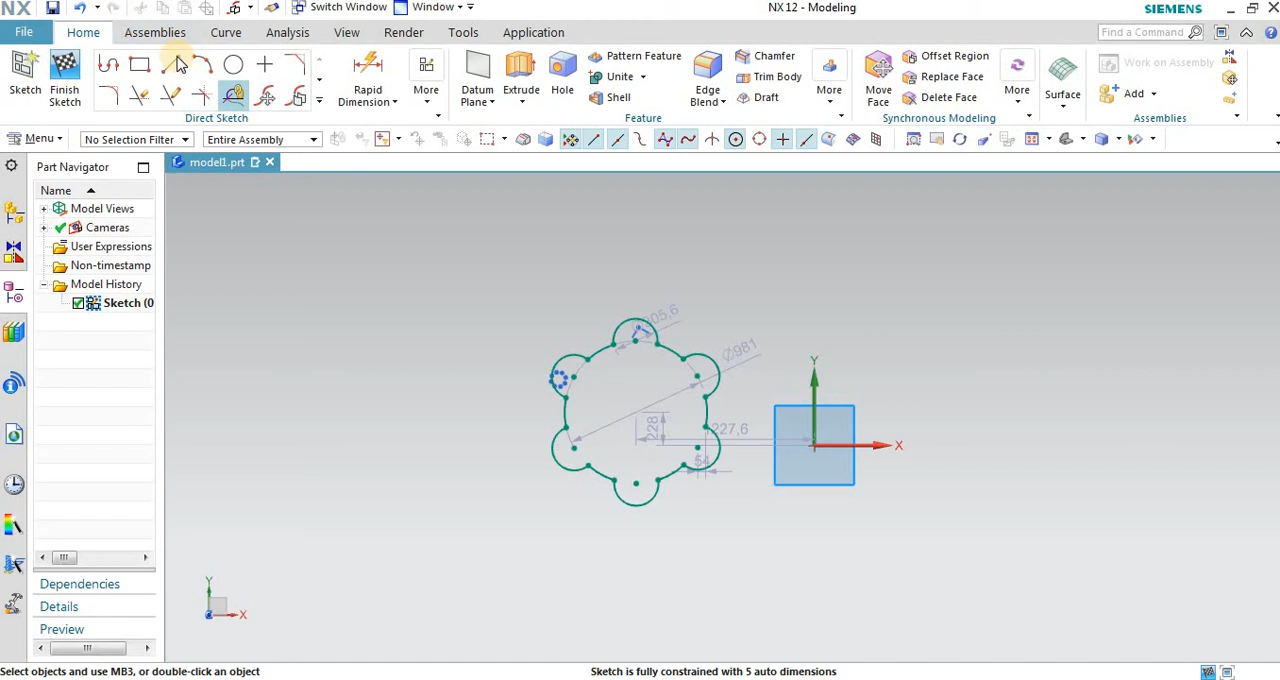 NX
Switch Window
Window
NX 12 - Modeling
SIEMENS
File
Home
Assemblies
Curve
Analysis
View
Render
Tools
Application
Find a Command
Sketch
Finish Sketch
Rapid Dimension
More
Direct Sketch
Datum Plane
Extrude
Hole
Pattern Feature
Unite
Shell
Edge Blend
Chamfer
Trim Body
Draft
More
Feature
Move Face
Offset Region
Replace Face
Delete Face
More
Synchronous Modeling
Surface
Work on Assembly
Add
Assemblies
Menu
No Selection Filter
Entire Assembly
Part Navigator
model1.prt
Name
Model Views
Cameras
User Expressions
Non-timestamp
Model History
Sketch (0
Dependencies
Details
Preview
Ø981
228
227,6
Y
X
Y
X
Select objects and use MB3, or double-click an object
Sketch is fully constrained with 5 auto dimensions